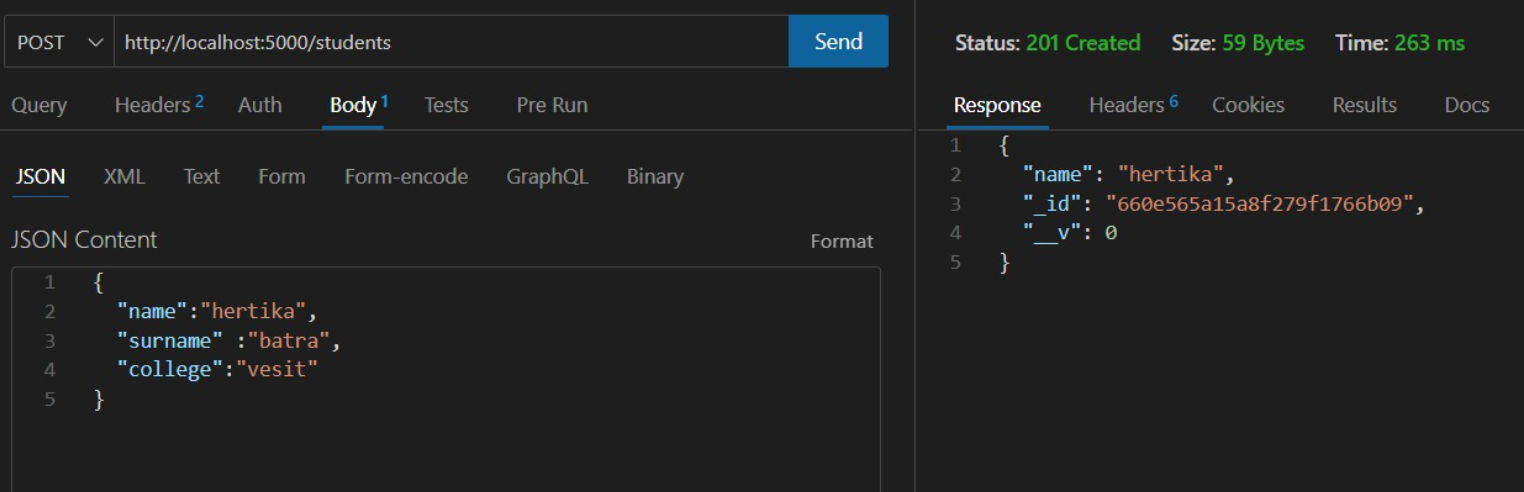 POST http://localhost:5000/students Send
Query Headers 2 Auth Body 1 Tests Pre Run
JSON XML Text Form Form-encode GraphQL Binary
JSON Content Format
1 {
2 "name":"hertika",
3 "surname" :"batra",
4 "college":"vesit"
5 }
Status: 201 Created Size: 59 Bytes Time: 263 ms
Response Headers 6 Cookies Results Docs
1 {
2 "name": "hertika",
3 "_id": "660e565a15a8f279f1766b09",
4 "__v": 0
5 }